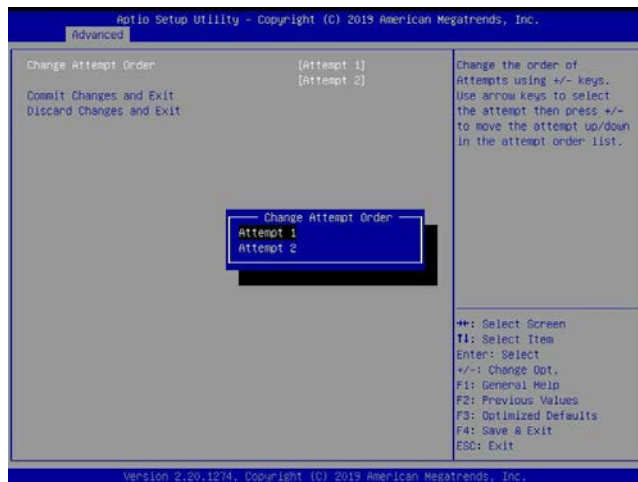 Aptio Setup Utility - Copyright (C) 2019 American Megatrends, Inc.
Advanced
Change Attempt Order [Attempt 1]
[Attempt 2]
Commit Changes and Exit
Discard Changes and Exit
Change the order of
Attempts using +/- keys.
Use arrow keys to select
the attempt then press +/-
to move the attempt up/down
in the attempt order list.
Change Attempt Order
Attempt 1
Attempt 2
→←: Select Screen
↑↓: Select Item
Enter: Select
+/-: Change Opt.
F1: General Help
F2: Previous Values
F3: Optimized Defaults
F4: Save & Exit
ESC: Exit
Version 2.20.1274. Copyright (C) 2019 American Megatrends, Inc.